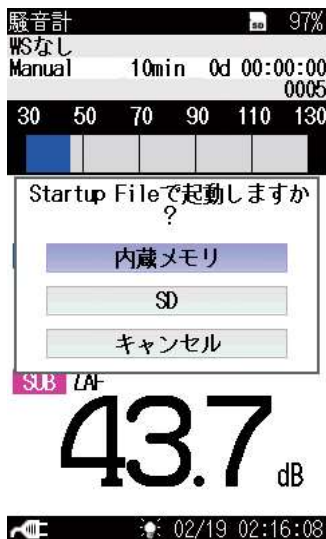 騒音計 SD 97%
WSなし
Manual 10min 0d 00:00:00
0005
30 50 70 90 110 130
Startup Fileで起動しますか
?
内蔵メモリ
SD
キャンセル
SUB LAF
43.7 dB
02/19 02:16:08